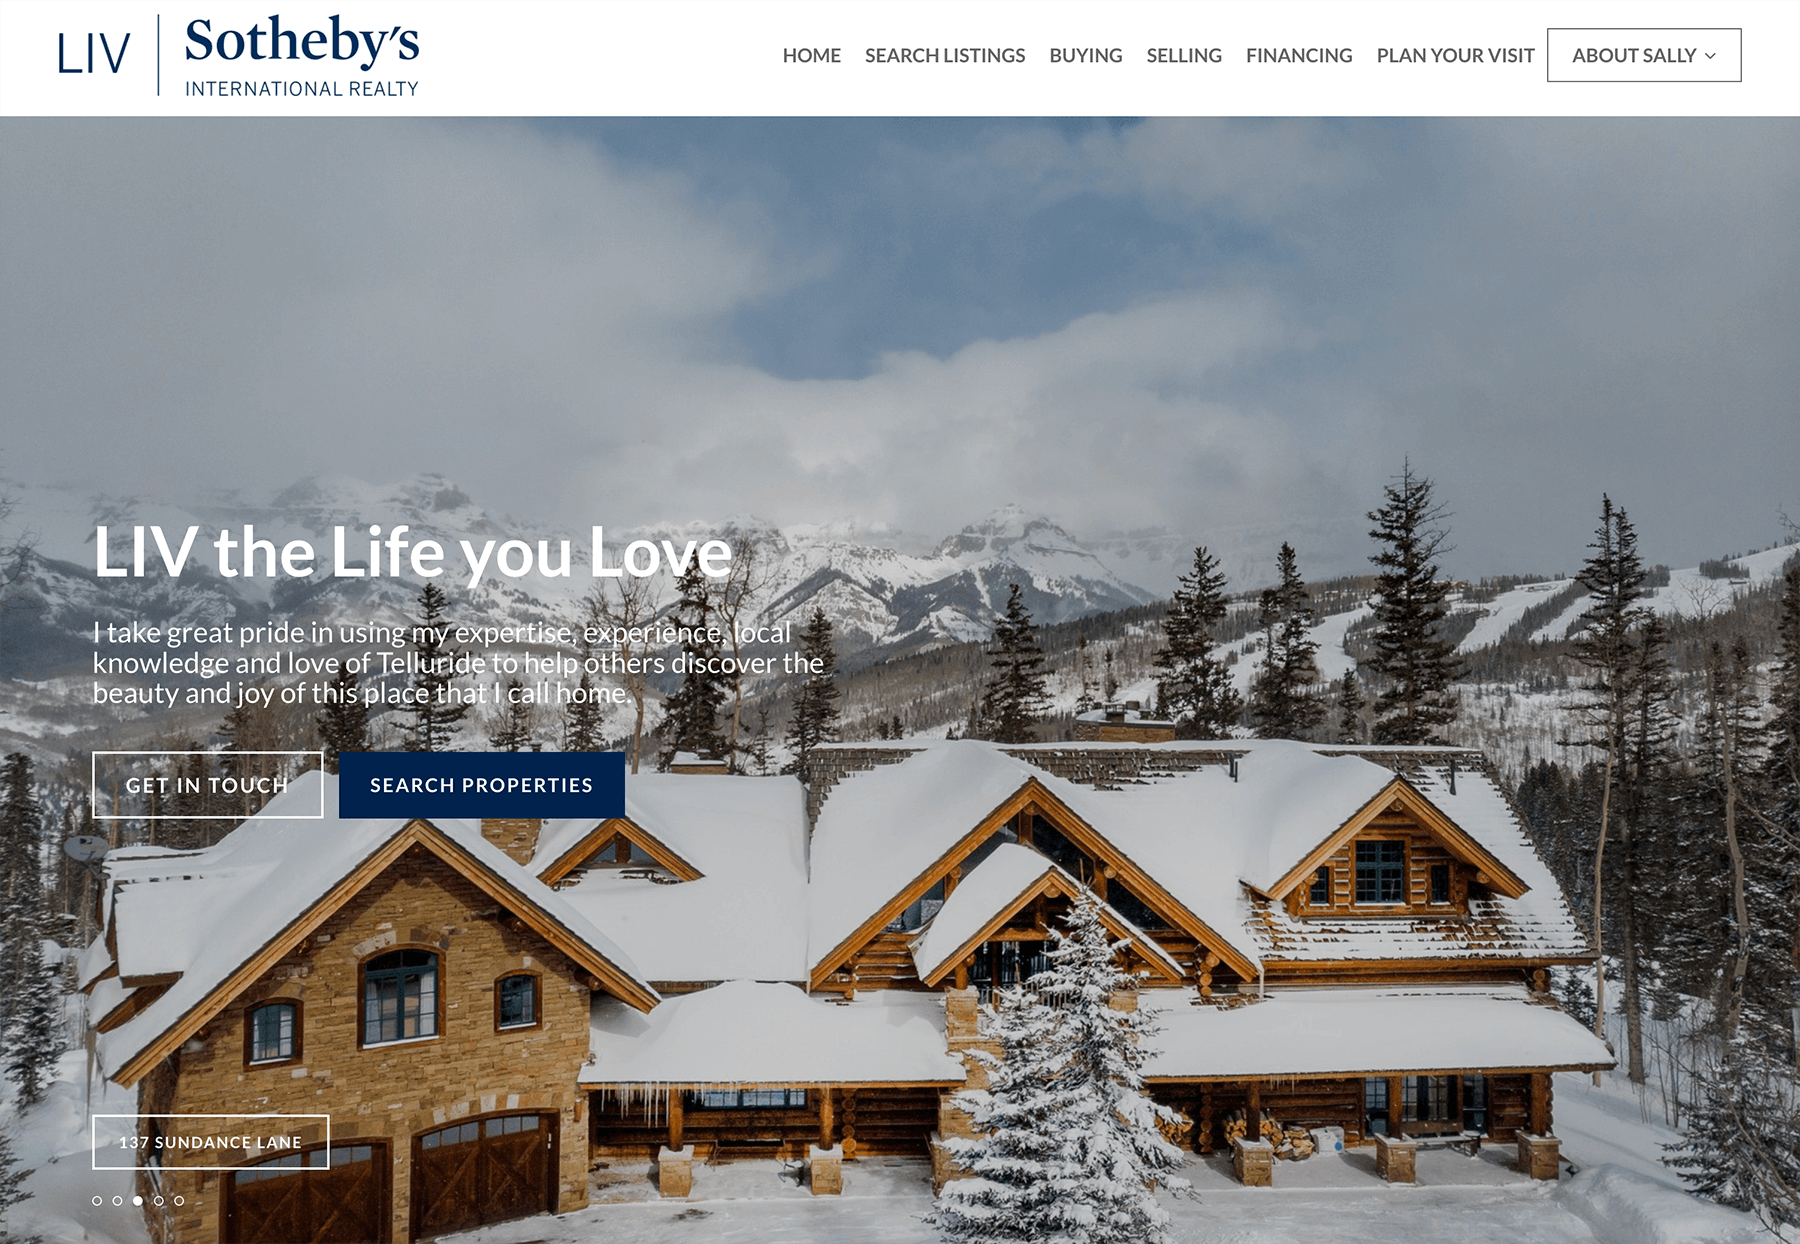 LIV
Sotheby's
INTERNATIONAL REALTY
HOME SEARCH LISTINGS BUYING SELLING FINANCING PLAN YOUR VISIT ABOUT SALLY
LIV the Life you Love
I take great pride in using my expertise, experience, local
knowledge and love of Telluride to help others discover the
beauty and joy of this place that I call home.
GET IN TOUCH SEARCH PROPERTIES
137 SUNDANCE LANE